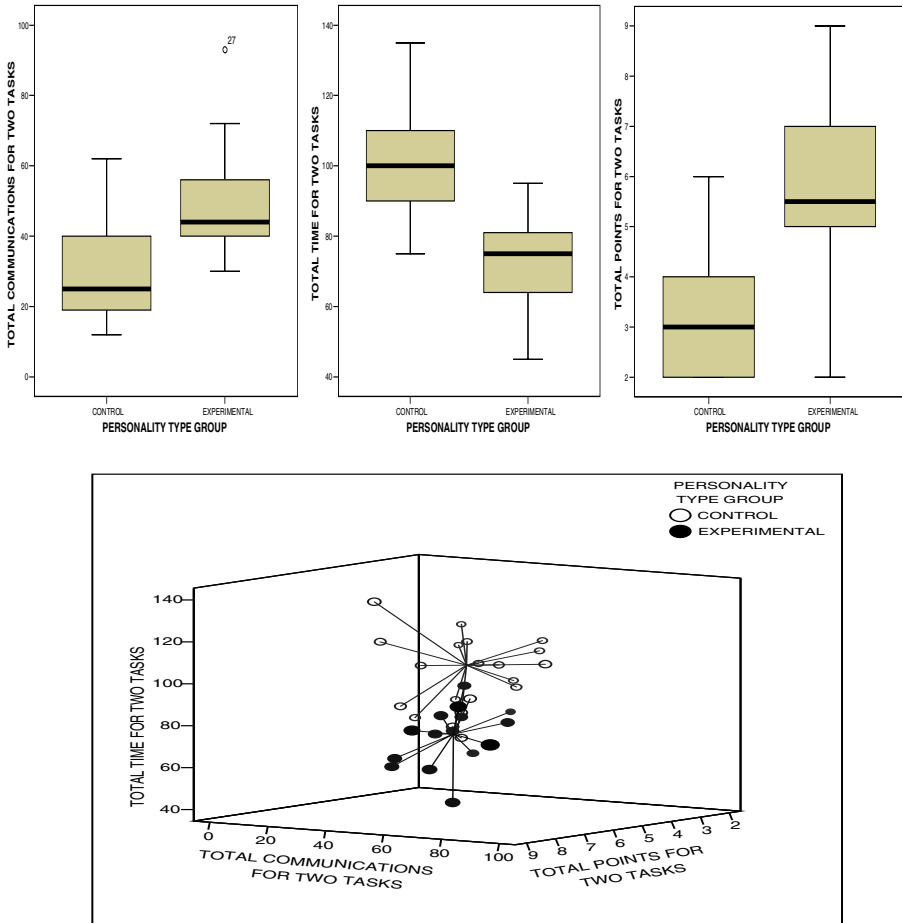 TOTAL COMMUNICATIONS FOR TWO TASKS
100
80
60
40
20
0
27
CONTROL
EXPERIMENTAL
PERSONALITY TYPE GROUP
TOTAL TIME FOR TWO TASKS
140
120
100
80
60
40
CONTROL
EXPERIMENTAL
PERSONALITY TYPE GROUP
TOTAL POINTS FOR TWO TASKS
9
8
7
6
5
4
3
2
CONTROL
EXPERIMENTAL
PERSONALITY TYPE GROUP
PERSONALITY
TYPE GROUP
CONTROL
EXPERIMENTAL
TOTAL TIME FOR TWO TASKS
140
120
100
80
60
40
0
20
40
60
80
100
TOTAL COMMUNICATIONS
FOR TWO TASKS
9
8
7
6
5
4
3
2
TOTAL POINTS FOR
TWO TASKS